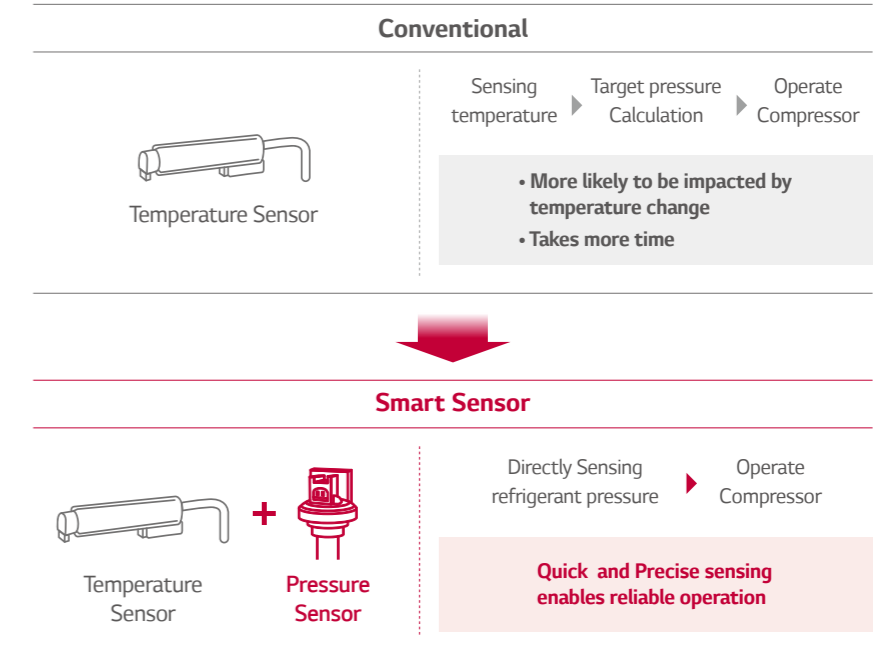 Conventional
Temperature Sensor
Sensing
temperature
Target pressure
Calculation
Operate
Compressor
• More likely to be impacted by
temperature change
• Takes more time
Smart Sensor
Temperature
Sensor
+
Pressure
Sensor
Directly Sensing
refrigerant pressure
Operate
Compressor
Quick and Precise sensing
enables reliable operation